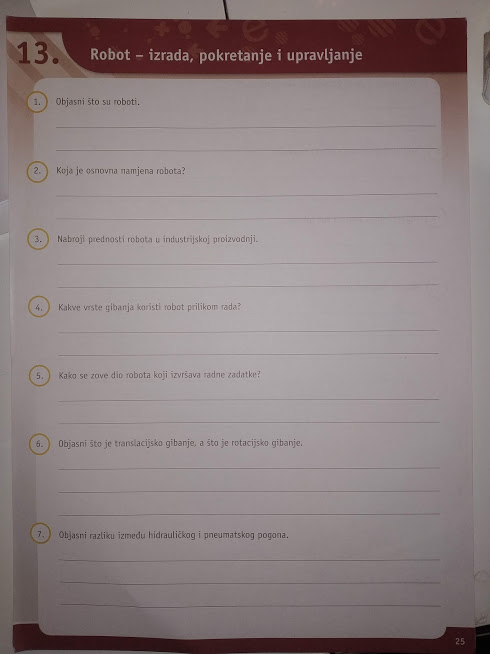 13. Robot – izrada, pokretanje i upravljanje
1. Objasni što su roboti.
2. Koja je osnovna namjena robota?
3. Nabroji prednosti robota u industrijskoj proizvodnji.
4. Kakve vrste gibanja koristi robot prilikom rada?
5. Kako se zove dio robota koji izvršava radne zadatke?
6. Objasni što je translacijsko gibanje, a što je rotacijsko gibanje.
7. Objasni razliku između hidrauličkog i pneumatskog pogona.
25